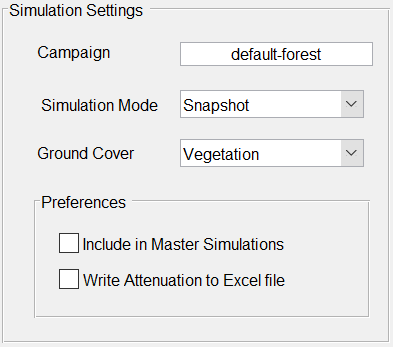 Simulation Settings
Campaign default-forest
Simulation Mode Snapshot
Ground Cover Vegetation
Preferences
Include in Master Simulations
Write Attenuation to Excel file